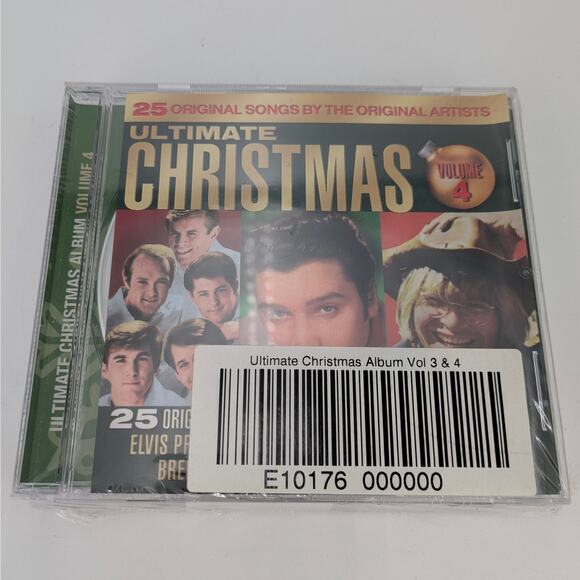 25 ORIGINAL SONGS BY THE ORIGINAL ARTISTS
ULTIMATE
CHRISTMAS
VOLUME
4
ULTIMATE CHRISTMAS ALBUM VOLUME 4
25 ORIG
ELVIS PR
BRE
Ultimate Christmas Album Vol 3 & 4
E10176 000000